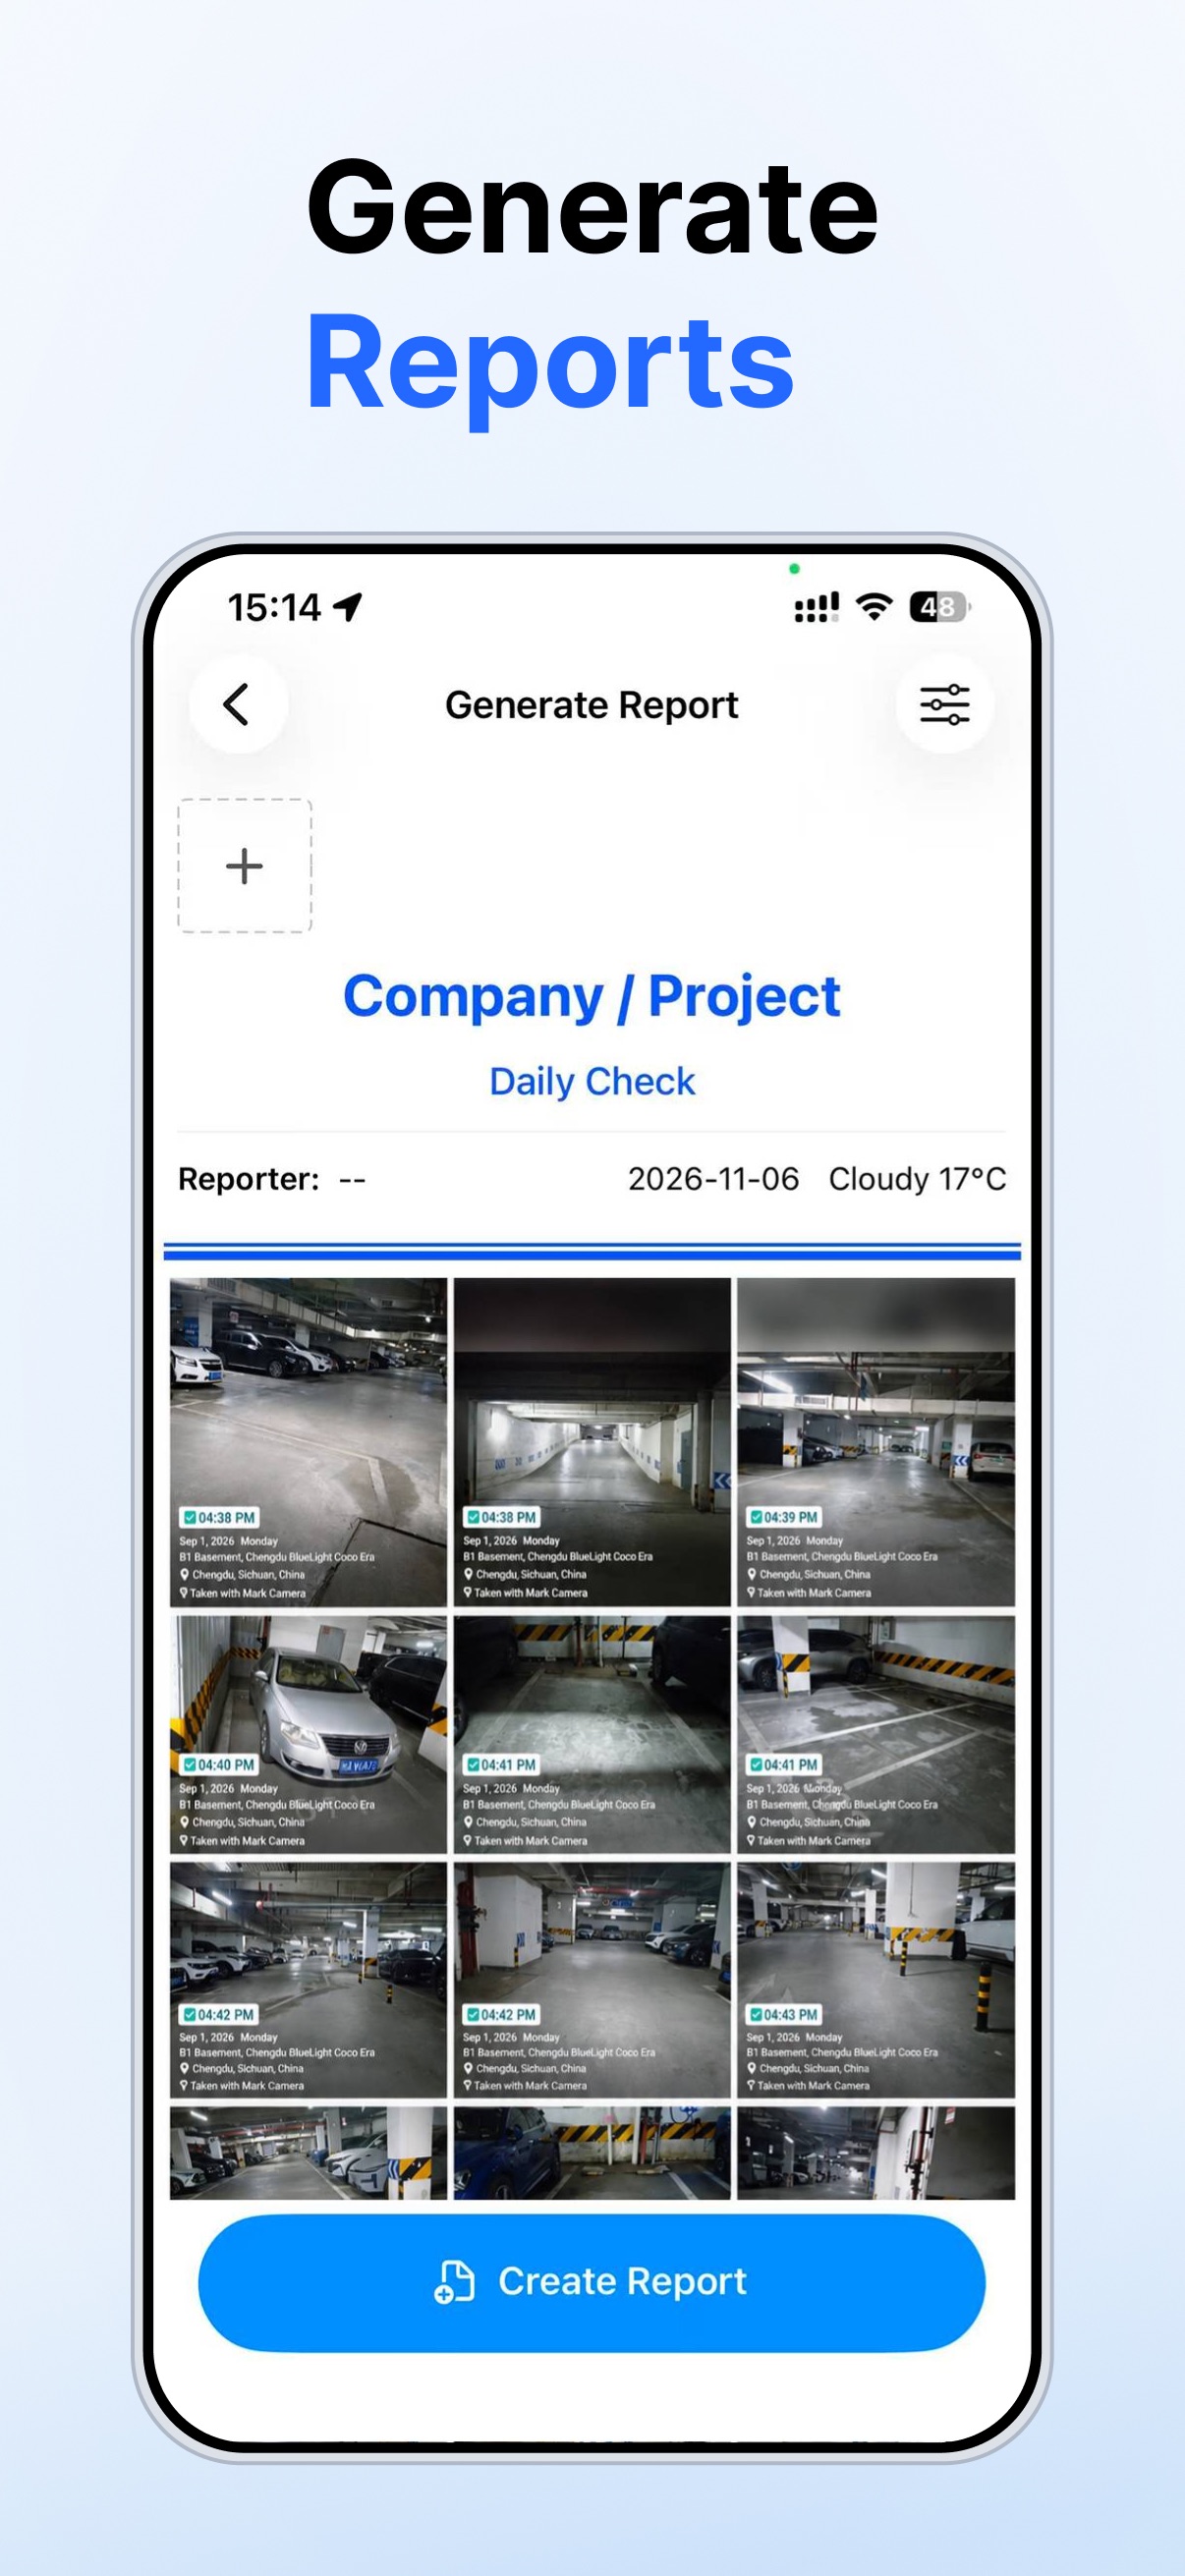 Generate
Reports
15:14
48
Generate Report
Company / Project
Daily Check
Reporter: --
2026-11-06 Cloudy 17°C
04:38 PM
Sep 1, 2026 Monday
B1 Basement, Chengdu BlueLight Coco Era
Chengdu, Sichuan, China
Taken with Mark Camera
04:38 PM
Sep 1, 2026 Monday
B1 Basement, Chengdu BlueLight Coco Era
Chengdu, Sichuan, China
Taken with Mark Camera
04:39 PM
Sep 1, 2026 Monday
B1 Basement, Chengdu BlueLight Coco Era
Chengdu, Sichuan, China
Taken with Mark Camera
04:40 PM
Sep 1, 2026 Monday
B1 Basement, Chengdu BlueLight Coco Era
Chengdu, Sichuan, China
Taken with Mark Camera
04:41 PM
Sep 1, 2026 Monday
B1 Basement, Chengdu BlueLight Coco Era
Chengdu, Sichuan, China
Taken with Mark Camera
04:41 PM
Sep 1, 2026 Monday
B1 Basement, Chengdu BlueLight Coco Era
Chengdu, Sichuan, China
Taken with Mark Camera
04:42 PM
Sep 1, 2026 Monday
B1 Basement, Chengdu BlueLight Coco Era
Chengdu, Sichuan, China
Taken with Mark Camera
04:42 PM
Sep 1, 2026 Monday
B1 Basement, Chengdu BlueLight Coco Era
Chengdu, Sichuan, China
Taken with Mark Camera
04:43 PM
Sep 1, 2026 Monday
B1 Basement, Chengdu BlueLight Coco Era
Chengdu, Sichuan, China
Taken with Mark Camera
Create Report